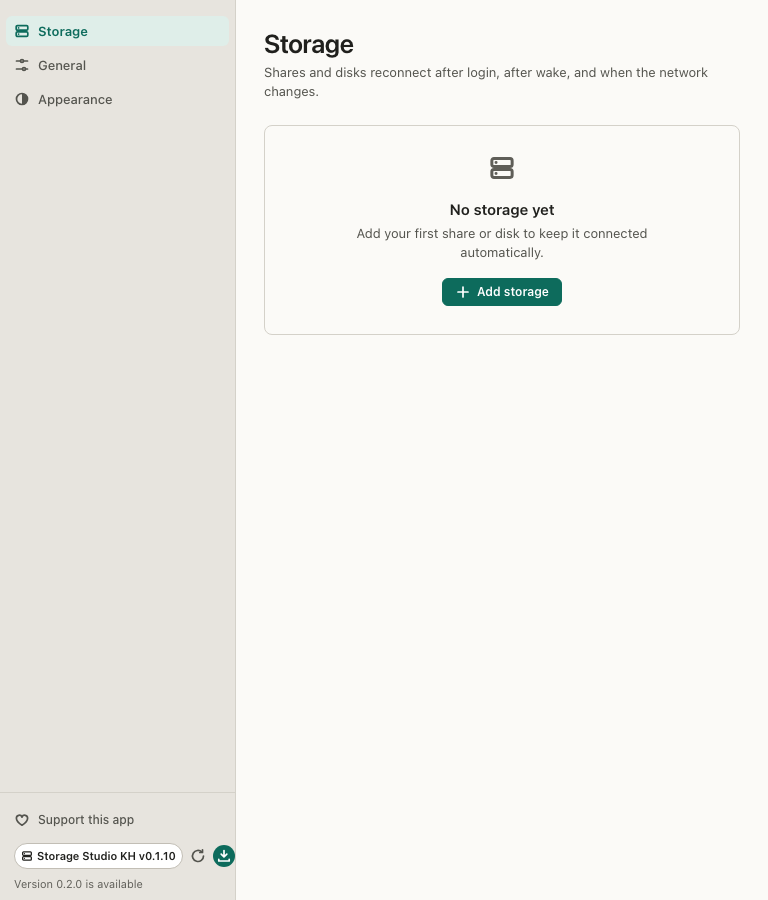 Storage
General
Appearance
Storage
Shares and disks reconnect after login, after wake, and when the network
changes.
No storage yet
Add your first share or disk to keep it connected
automatically.
Add storage
Support this app
Storage Studio KH v0.1.10
Version 0.2.0 is available